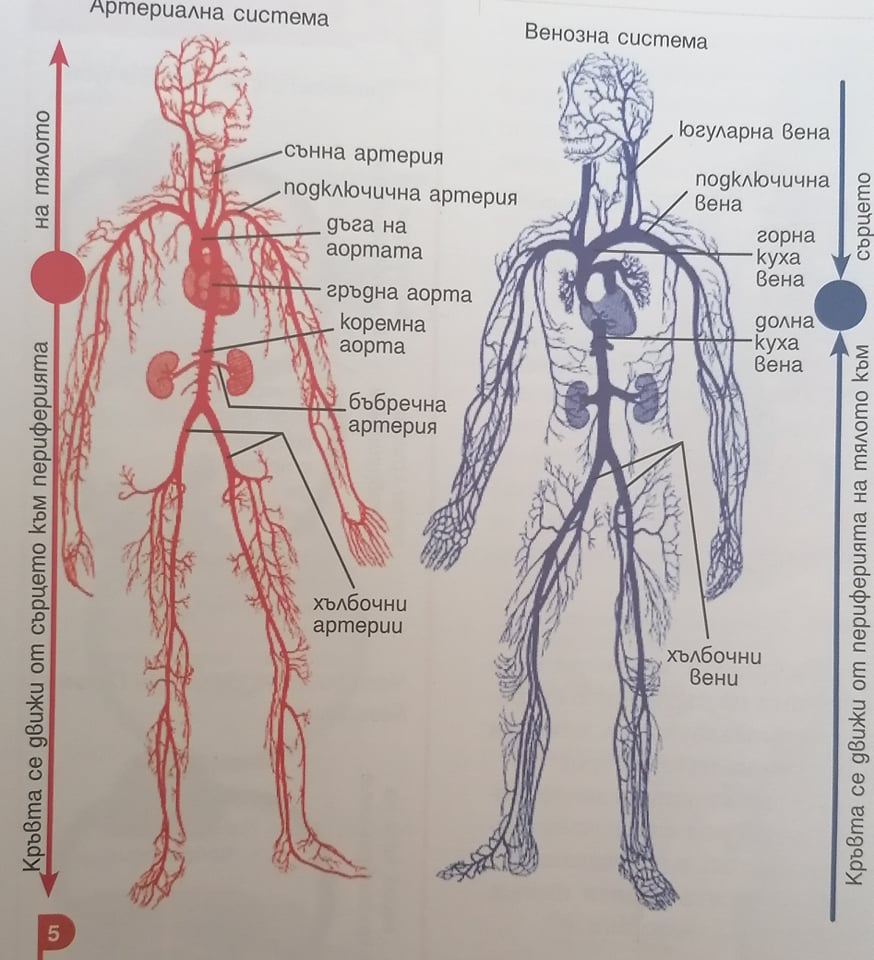 Артериална система
Венозна система
сънна артерия
подключична артерия
дъга на
аортата
гръдна аорта
коремна
аорта
бъбречна
артерия
хълбочни
артерии
югуларна вена
подключична
вена
горна
куха
вена
долна
куха
вена
хълбочни
вени
Кръвта се движи от сърцето към периферията на тялото
Кръвта се движи от периферията на тялото към сърцето
5